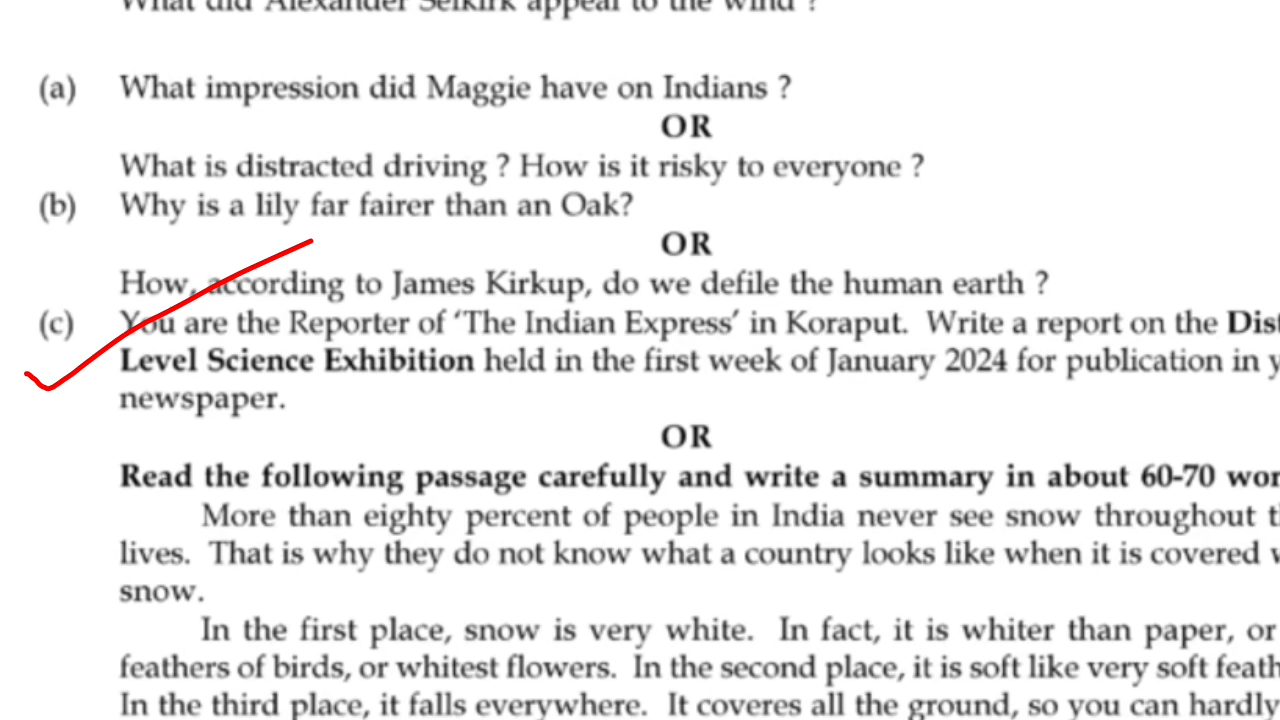 What did Alexander Selkirk appeal to the wind ?
(a) What impression did Maggie have on Indians ?
OR
What is distracted driving ? How is it risky to everyone ?
(b) Why is a lily far fairer than an Oak?
OR
How, according to James Kirkup, do we defile the human earth ?
(c) You are the Reporter of 'The Indian Express' in Koraput. Write a report on the
Level Science Exhibition held in the first week of January 2024 for publication in
newspaper.
OR
Read the following passage carefully and write a summary in about 60-70
More than eighty percent of people in India never see snow throughout
lives. That is why they do not know what a country looks like when it is covered
snow.
In the first place, snow is very white. In fact, it is whiter than paper, or
feathers of birds, or whitest flowers. In the second place, it is soft like very soft
In the third place, it falls everywhere. It coveres all the ground, so you can hardly